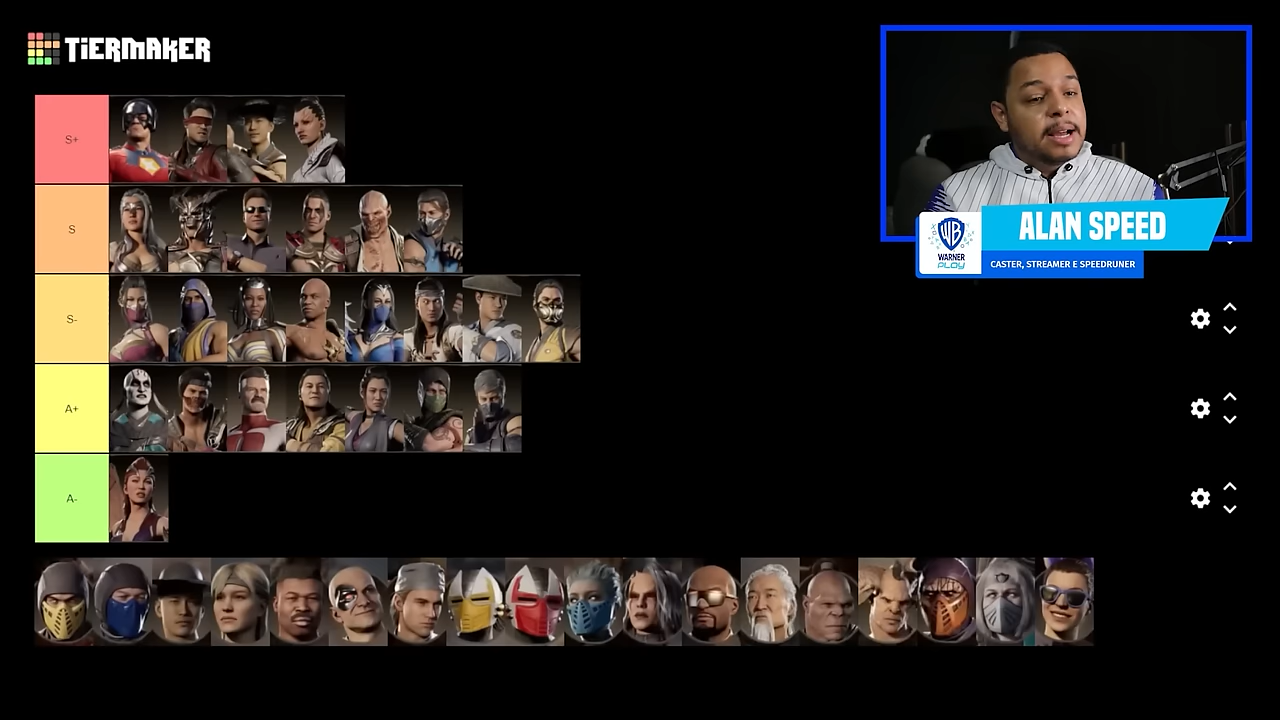 TiERMAKER
S+
S
S-
A+
A-
ALAN SPEED
WB
WARNER
PLAY
CASTER, STREAMER E SPEEDRUNER